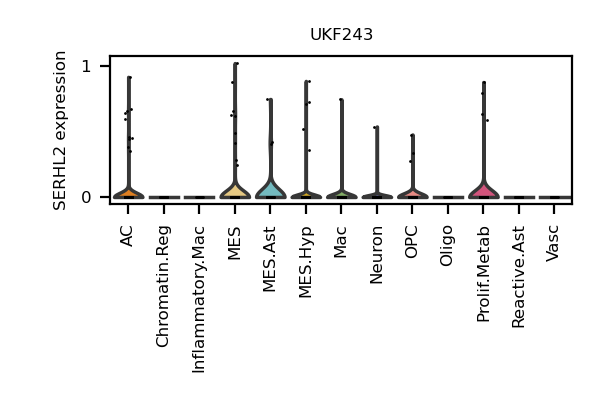 UKF243
SERHL2 expression
1
0
AC
Chromatin.Reg
Inflammatory.Mac
MES
MES.Ast
MES.Hyp
Mac
Neuron
OPC
Oligo
Prolif.Metab
Reactive.Ast
Vasc